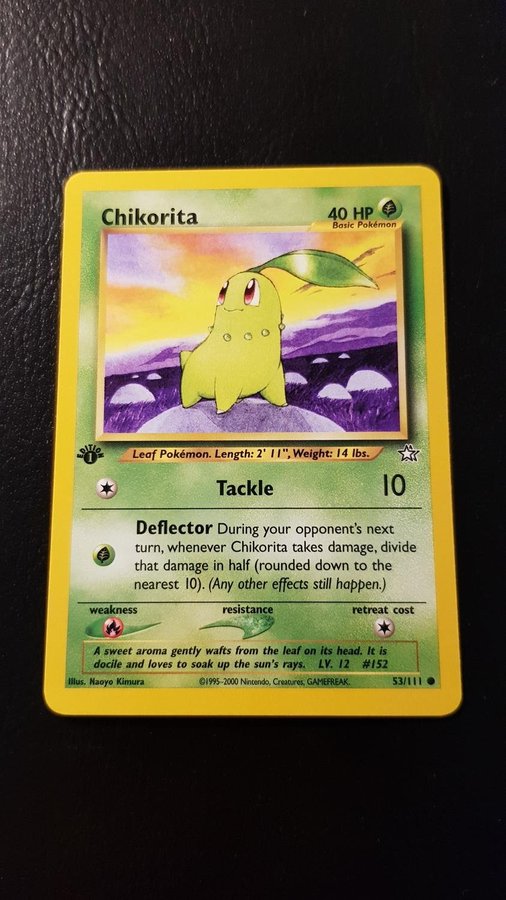 Chikorita
40 HP
Basic Pokémon
EDITION
1
Leaf Pokémon. Length: 2' 11", Weight: 14 lbs.
Tackle 10
Deflector During your opponent's next
turn, whenever Chikorita takes damage, divide
that damage in half (rounded down to the
nearest 10). (Any other effects still happen.)
weakness resistance retreat cost
A sweet aroma gently wafts from the leaf on its head. It is
docile and loves to soak up the sun's rays. LV. 12 #152
Illus. Naoyo Kimura ©1995-2000 Nintendo, Creatures, GAMEFREAK. 53/111